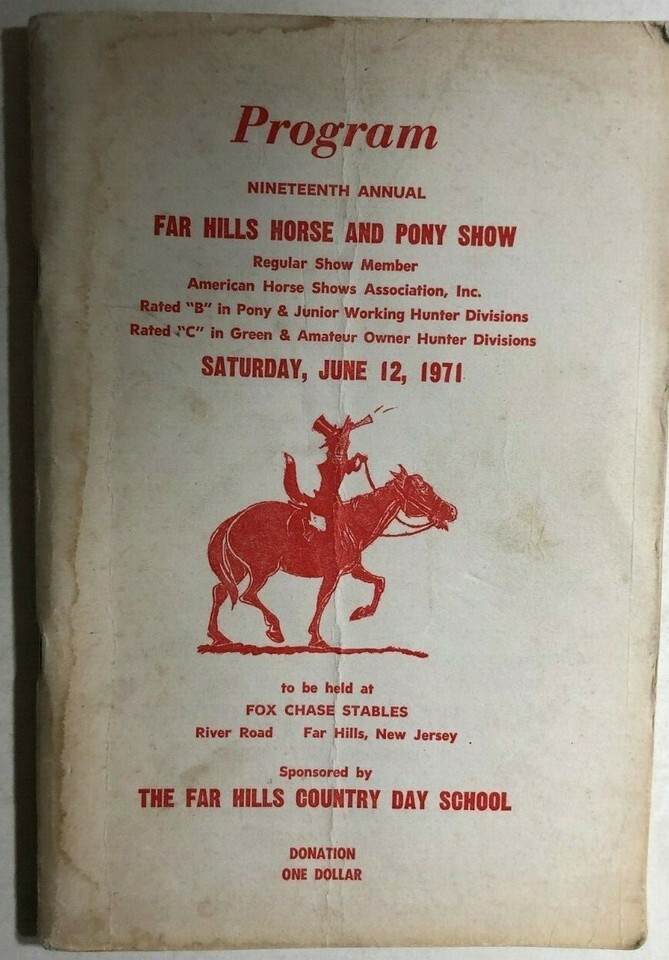 Program
NINETEENTH ANNUAL
FAR HILLS HORSE AND PONY SHOW
Regular Show Member
American Horse Shows Association, Inc.
Rated "B" in Pony & Junior Working Hunter Divisions
Rated "C" in Green & Amateur Owner Hunter Divisions
SATURDAY, JUNE 12, 1971
to be held at
FOX CHASE STABLES
River Road Far Hills, New Jersey
Sponsored by
THE FAR HILLS COUNTRY DAY SCHOOL
DONATION
ONE DOLLAR